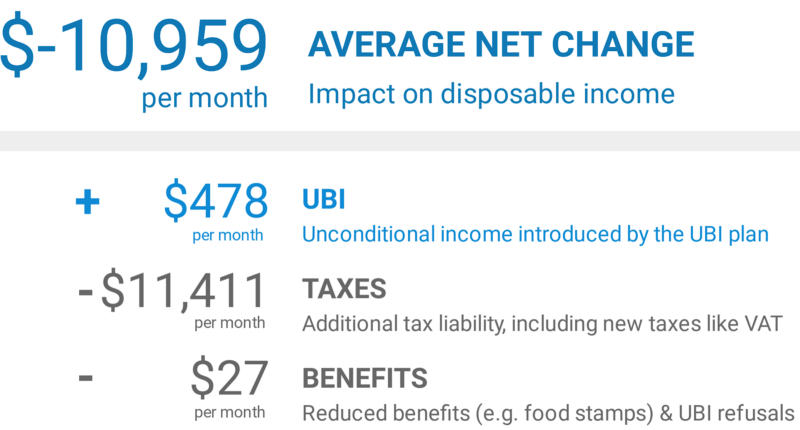 $-10,959
per month
AVERAGE NET CHANGE
Impact on disposable income
+ $478
per month
UBI
Unconditional income introduced by the UBI plan
-$11,411
per month
TAXES
Additional tax liability, including new taxes like VAT
- $27
per month
BENEFITS
Reduced benefits (e.g. food stamps) & UBI refusals